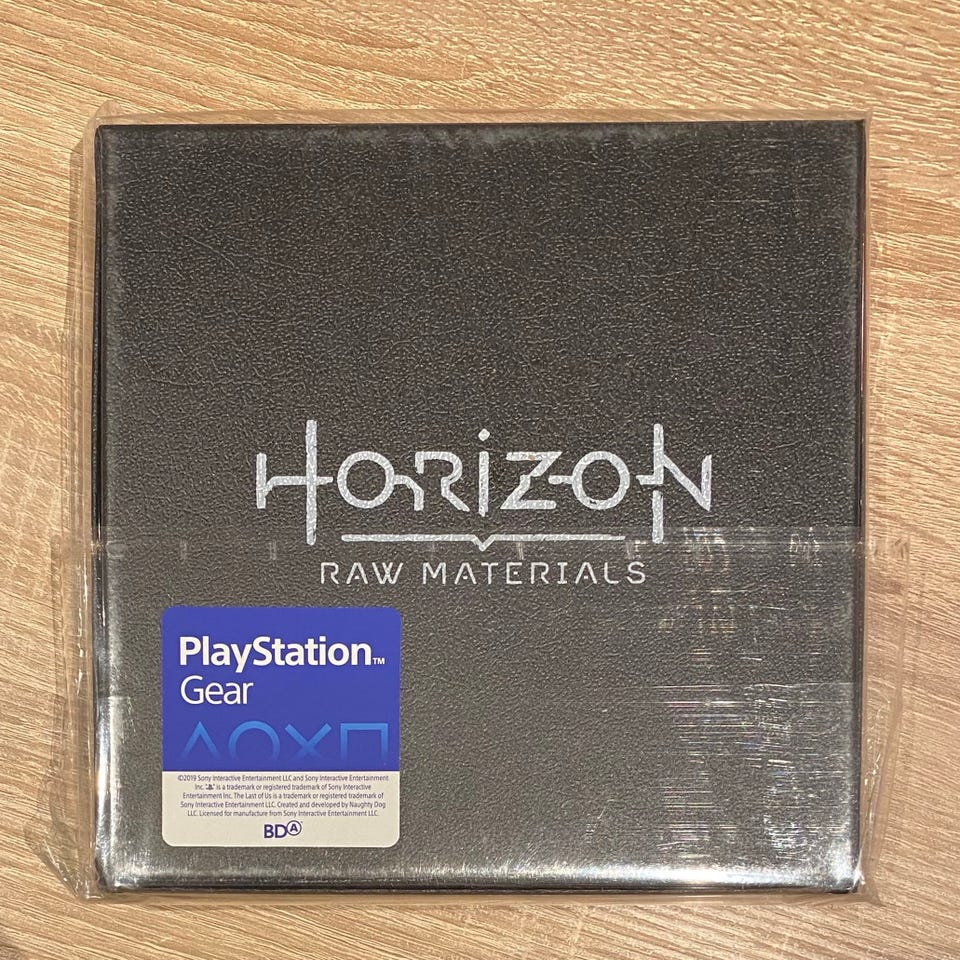 HORIZON
RAW MATERIALS
PlayStation™
Gear
©2019 Sony Interactive Entertainment LLC and Sony Interactive Entertainment
Inc. " " is a trademark or registered trademark of Sony Interactive
Entertainment Inc. The Last of Us is a trademark or registered trademark of
Sony Interactive Entertainment LLC. Created and developed by Naughty Dog
LLC. Licensed for manufacture from Sony Interactive Entertainment LLC.
BDA